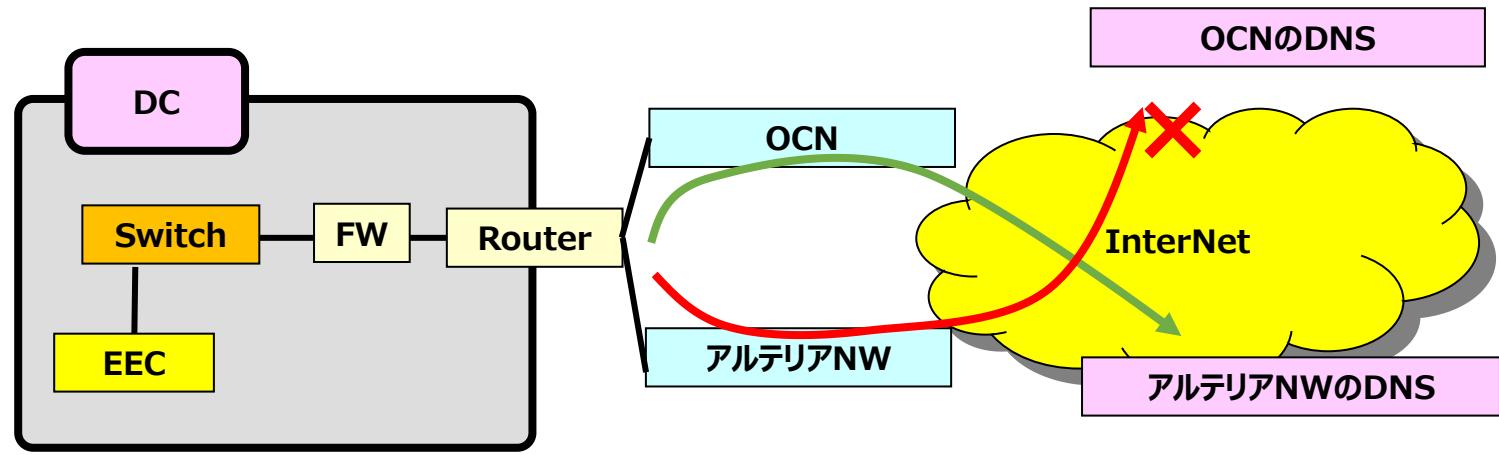 OCNのDNS
DC
OCN
Switch
FW
Router
InterNet
EEC
アルテリアNW
アルテリアNWのDNS